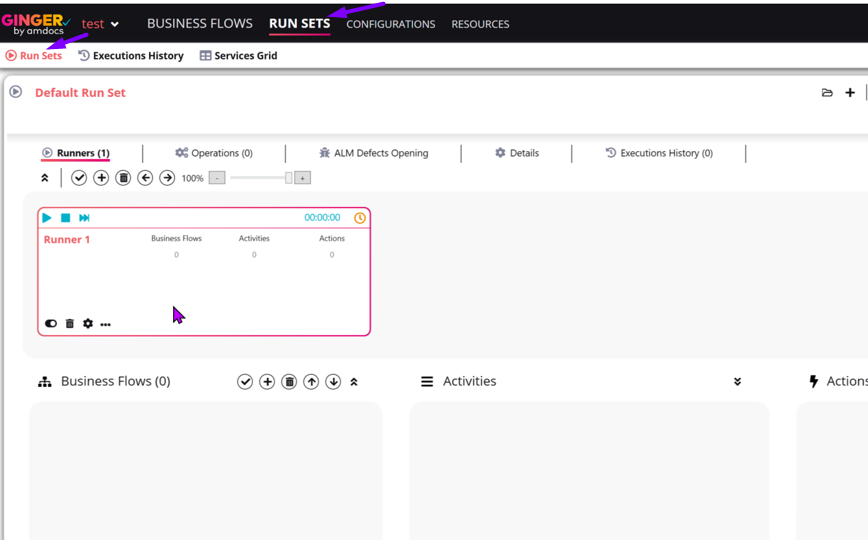 GINGER
by amdocs
test
BUSINESS FLOWS
RUN SETS
CONFIGURATIONS
RESOURCES
Run Sets
Executions History
Services Grid
Default Run Set
Runners (1)
Operations (0)
ALM Defects Opening
Details
Executions History (0)
100%
-
+
00:00:00
Runner 1
Business Flows
Activities
Actions
0
0
0
Business Flows (0)
Activities
Actions